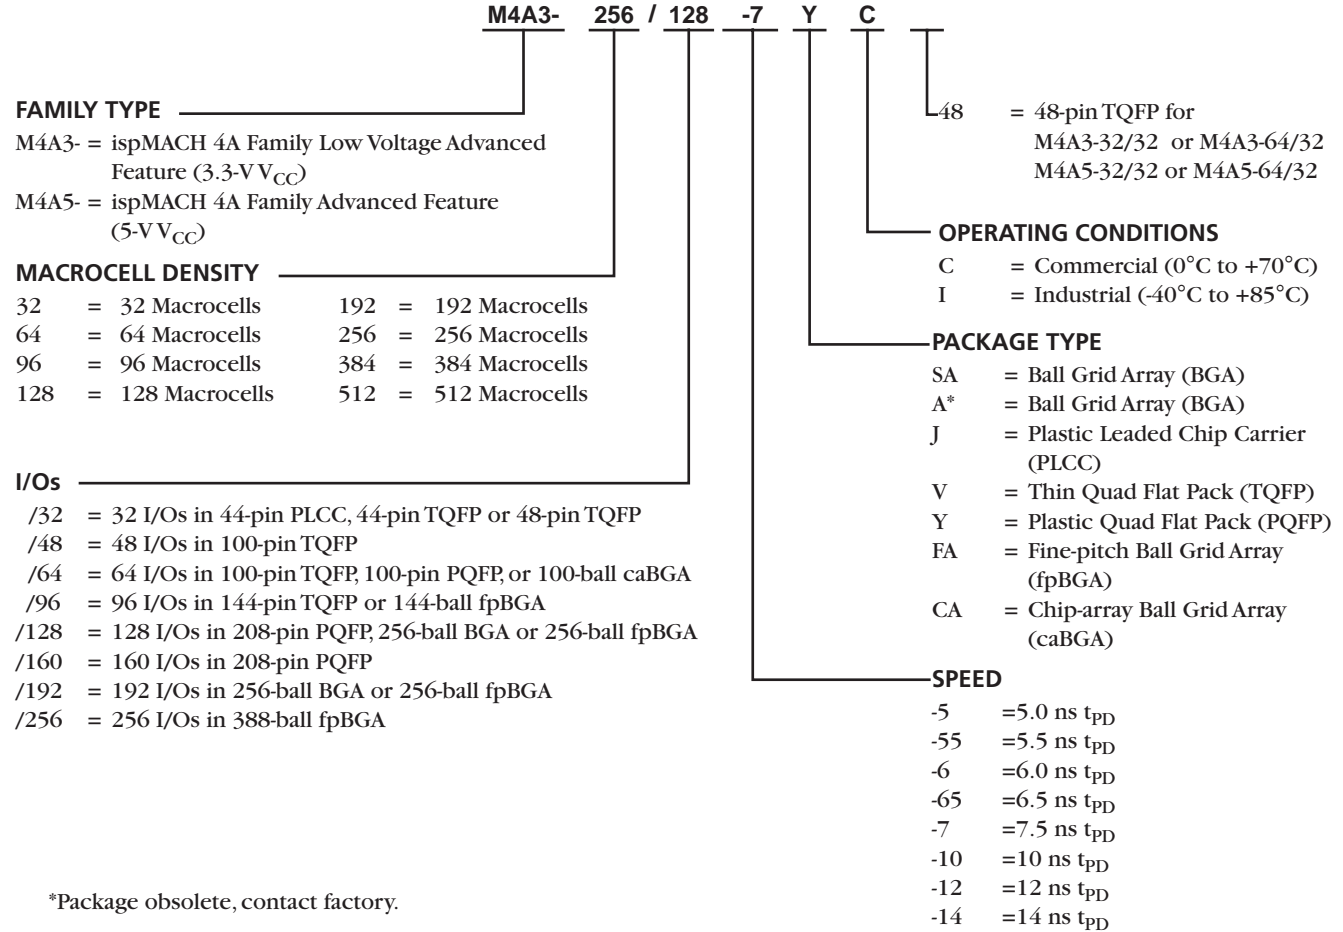 M4A3- 256 / 128 -7 Y C
FAMILY TYPE
M4A3- = ispMACH 4A Family Low Voltage Advanced
Feature (3.3-V VCC)
M4A5- = ispMACH 4A Family Advanced Feature
(5-V VCC)
MACROCELL DENSITY
32 = 32 Macrocells 192 = 192 Macrocells
64 = 64 Macrocells 256 = 256 Macrocells
96 = 96 Macrocells 384 = 384 Macrocells
128 = 128 Macrocells 512 = 512 Macrocells
I/Os
/32 = 32 I/Os in 44-pin PLCC, 44-pin TQFP or 48-pin TQFP
/48 = 48 I/Os in 100-pin TQFP
/64 = 64 I/Os in 100-pin TQFP, 100-pin PQFP, or 100-ball caBGA
/96 = 96 I/Os in 144-pin TQFP or 144-ball fpBGA
/128 = 128 I/Os in 208-pin PQFP, 256-ball BGA or 256-ball fpBGA
/160 = 160 I/Os in 208-pin PQFP
/192 = 192 I/Os in 256-ball BGA or 256-ball fpBGA
/256 = 256 I/Os in 388-ball fpBGA
48 = 48-pin TQFP for
M4A3-32/32 or M4A3-64/32
M4A5-32/32 or M4A5-64/32
OPERATING CONDITIONS
C = Commercial (0°C to +70°C)
I = Industrial (-40°C to +85°C)
PACKAGE TYPE
SA = Ball Grid Array (BGA)
A* = Ball Grid Array (BGA)
J = Plastic Leaded Chip Carrier
(PLCC)
V = Thin Quad Flat Pack (TQFP)
Y = Plastic Quad Flat Pack (PQFP)
FA = Fine-pitch Ball Grid Array
(fpBGA)
CA = Chip-array Ball Grid Array
(caBGA)
SPEED
-5 =5.0 ns tPD
-55 =5.5 ns tPD
-6 =6.0 ns tPD
-65 =6.5 ns tPD
-7 =7.5 ns tPD
-10 =10 ns tPD
-12 =12 ns tPD
-14 =14 ns tPD
*Package obsolete, contact factory.